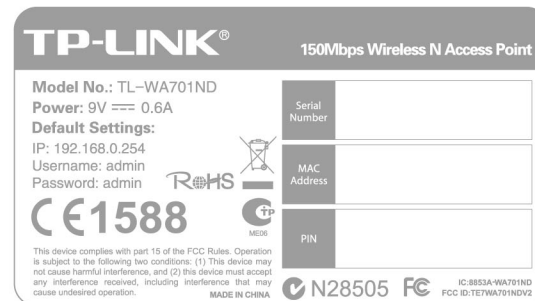 TP-LINK®
150Mbps Wireless N Access Point
Model No.: TL-WA701ND
Power: 9V 0.6A
Default Settings:
IP: 192.168.0.254
Username: admin
Password: admin
RoHS
CE1588
TP
ME06
This device complies with part 15 of the FCC Rules. Operation
is subject to the following two conditions: (1) This device may
not cause harmful interference, and (2) this device must accept
any interference received, including interference that may
cause undesired operation.
MADE IN CHINA
Serial
Number
MAC
Address
PIN
N28505
FC
IC:8853A-WA701ND
FCC ID:TE7WA701NDV2